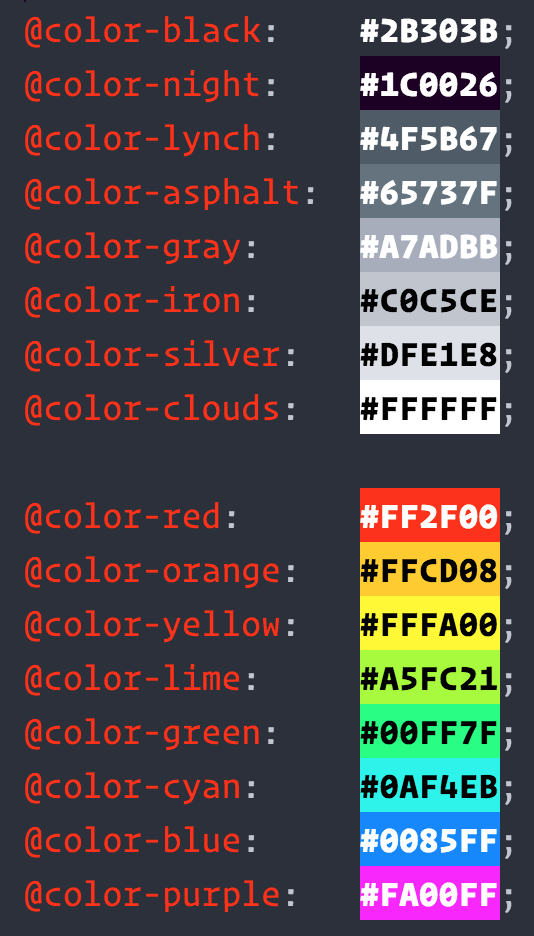 @color-black: #2B303B;
@color-night: #1C0026;
@color-lynch: #4F5B67;
@color-asphalt: #65737F;
@color-gray: #A7ADBB;
@color-iron: #C0C5CE;
@color-silver: #DFE1E8;
@color-clouds: #FFFFFF;
@color-red: #FF2F00;
@color-orange: #FFCD08;
@color-yellow: #FFFA00;
@color-lime: #A5FC21;
@color-green: #00FF7F;
@color-cyan: #0AF4EB;
@color-blue: #0085FF;
@color-purple: #FA00FF;